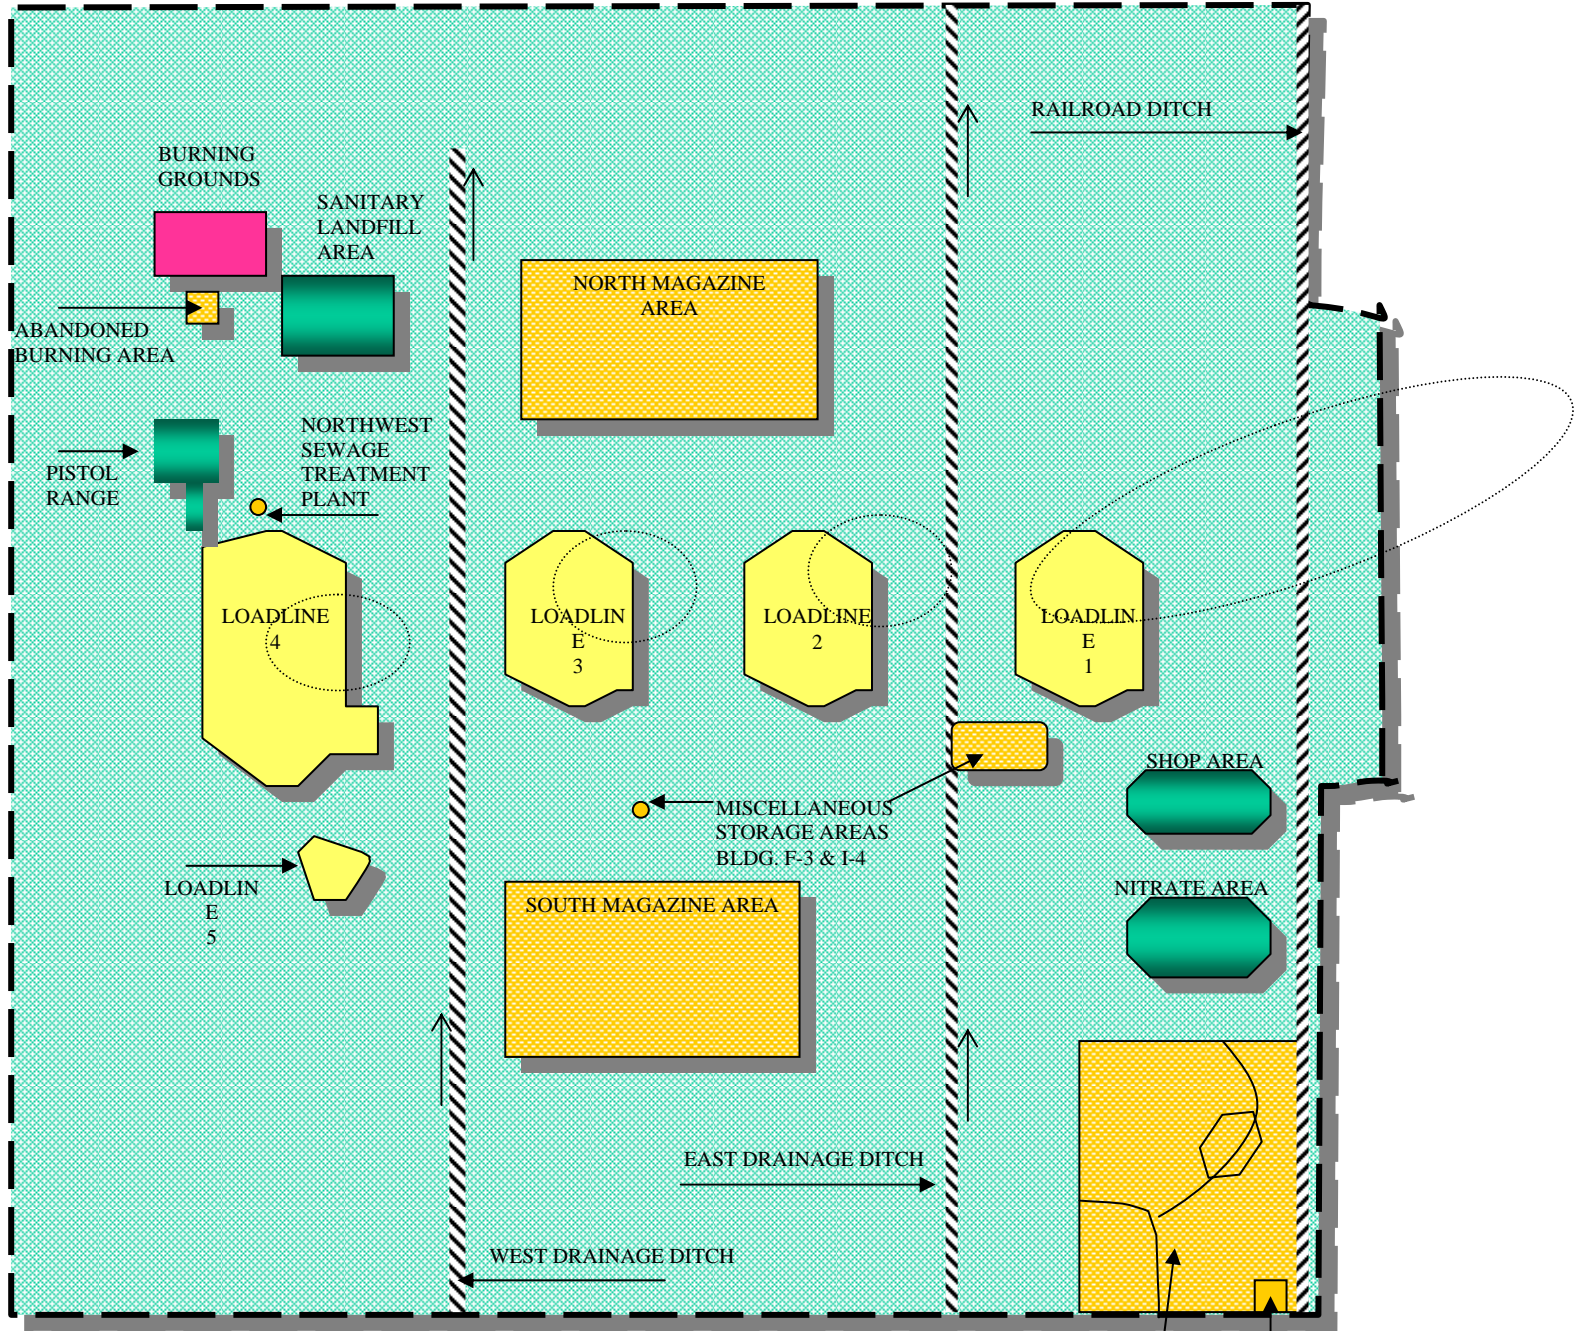 RAILROAD DITCH
BURNING
GROUNDS
SANITARY
LANDFILL
AREA
NORTH MAGAZINE
AREA
ABANDONED
BURNING AREA
NORTHWEST
SEWAGE
TREATMENT
PLANT
PISTOL
RANGE
LOADLINE
4
LOADLIN
E
3
LOADLINE
2
LOADLIN
E
1
SHOP AREA
MISCELLANEOUS
STORAGE AREAS
BLDG. F-3 & I-4
LOADLIN
E
5
SOUTH MAGAZINE AREA
NITRATE AREA
EAST DRAINAGE DITCH
WEST DRAINAGE DITCH